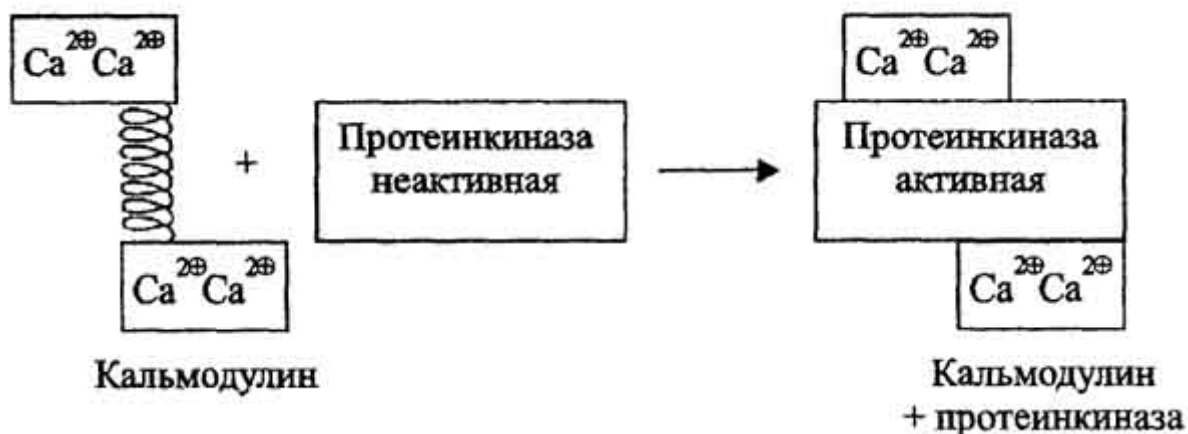 Ca²⊕Ca²⊕
+
Протеинкиназа
неактивная
Ca²⊕Ca²⊕
Кальмодулин
Ca²⊕Ca²⊕
Протеинкиназа
активная
Ca²⊕Ca²⊕
Кальмодулин
+ протеинкиназа